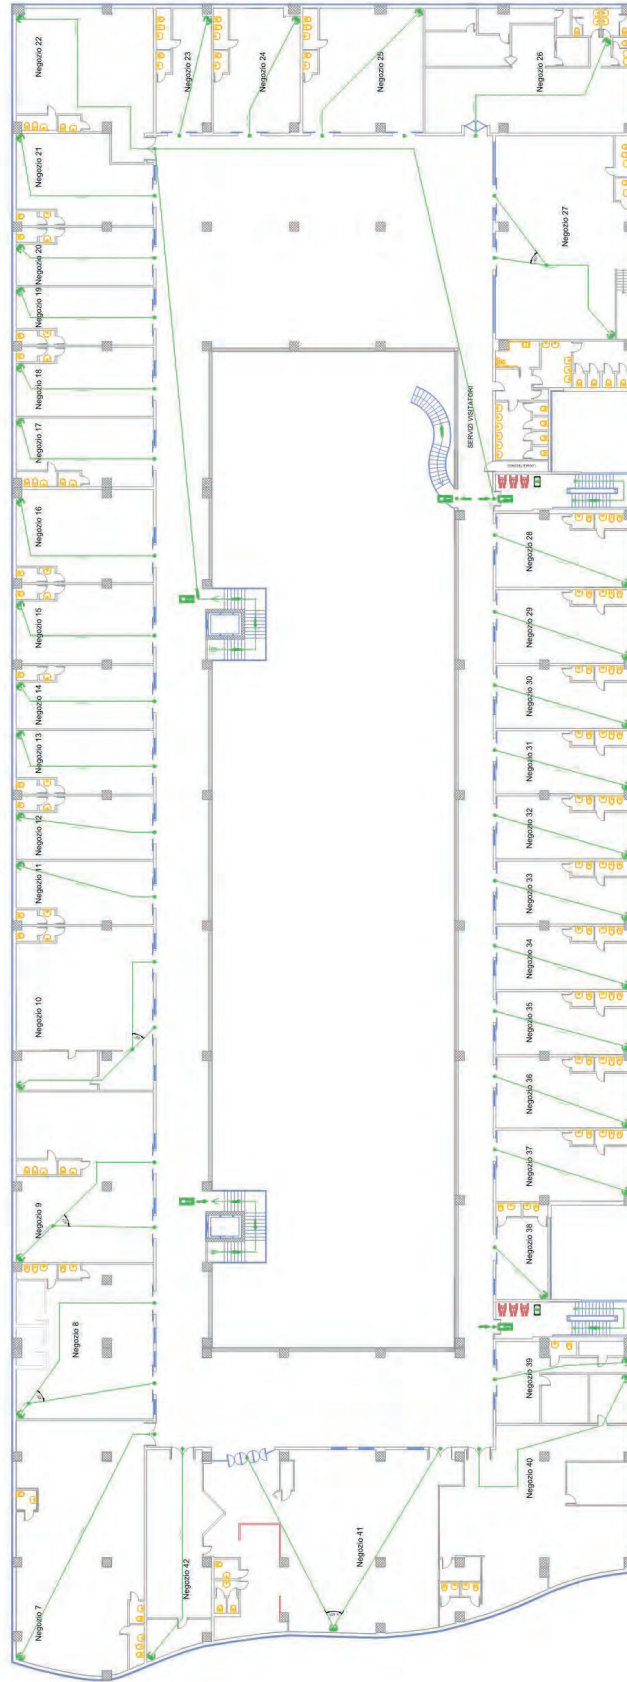 Negozio 22
Negozio 23
Negozio 24
Negozio 25
Negozio 26
Negozio 21
Negozio 27
Negozio 20
Negozio 19
Negozio 18
Negozio 17
SERVIZI VISITATORI
Negozio 16
Negozio 28
Negozio 15
Negozio 29
Negozio 14
Negozio 30
Negozio 13
Negozio 31
Negozio 12
Negozio 32
Negozio 11
Negozio 33
Negozio 10
Negozio 34
Negozio 35
Negozio 36
Negozio 9
Negozio 37
Negozio 38
Negozio 8
Negozio 39
Negozio 40
Negozio 41
Negozio 42
Negozio 7